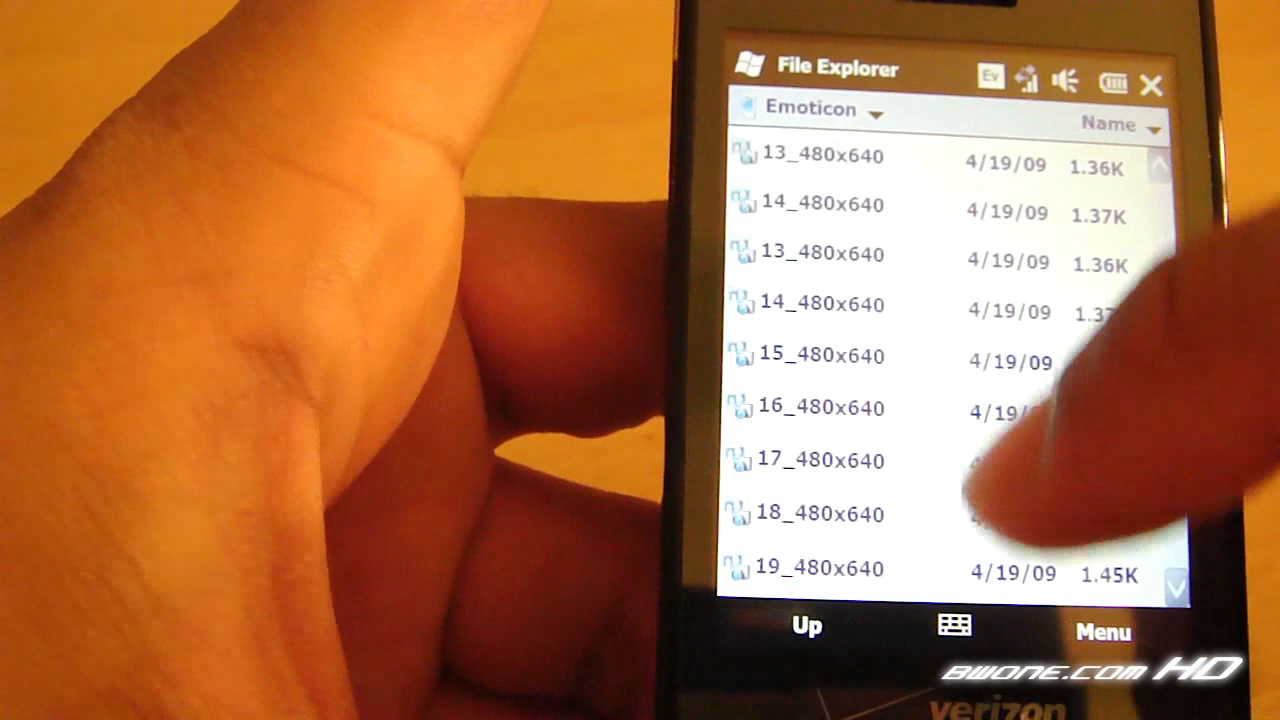 File Explorer Ev
Emoticon Name
13_480x640 4/19/09 1.36K
14_480x640 4/19/09 1.37K
13_480x640 4/19/09 1.36K
14_480x640 4/19/09
15_480x640 4/19/09
16_480x640
17_480x640
18_480x640
19_480x640 4/19/09 1.45K
Up Menu
BWONE.COM HD
verizon